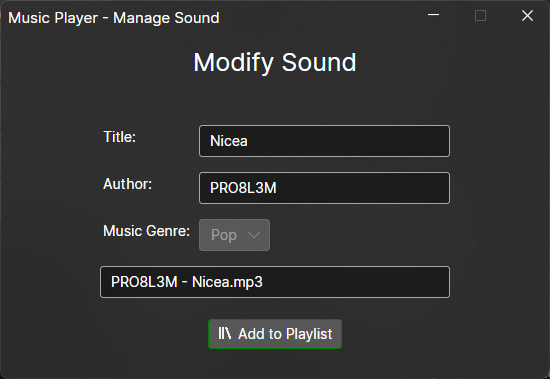 Music Player - Manage Sound
Modify Sound
Title:
Nicea
Author:
PRO8L3M
Music Genre:
Pop
PRO8L3M - Nicea.mp3
Add to Playlist